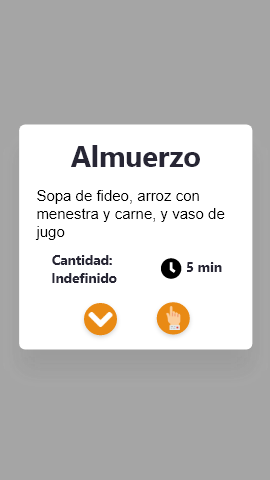 Almuerzo
Sopa de fideo, arroz con
menestra y carne, y vaso de
jugo
Cantidad:
Indefinido
5 min